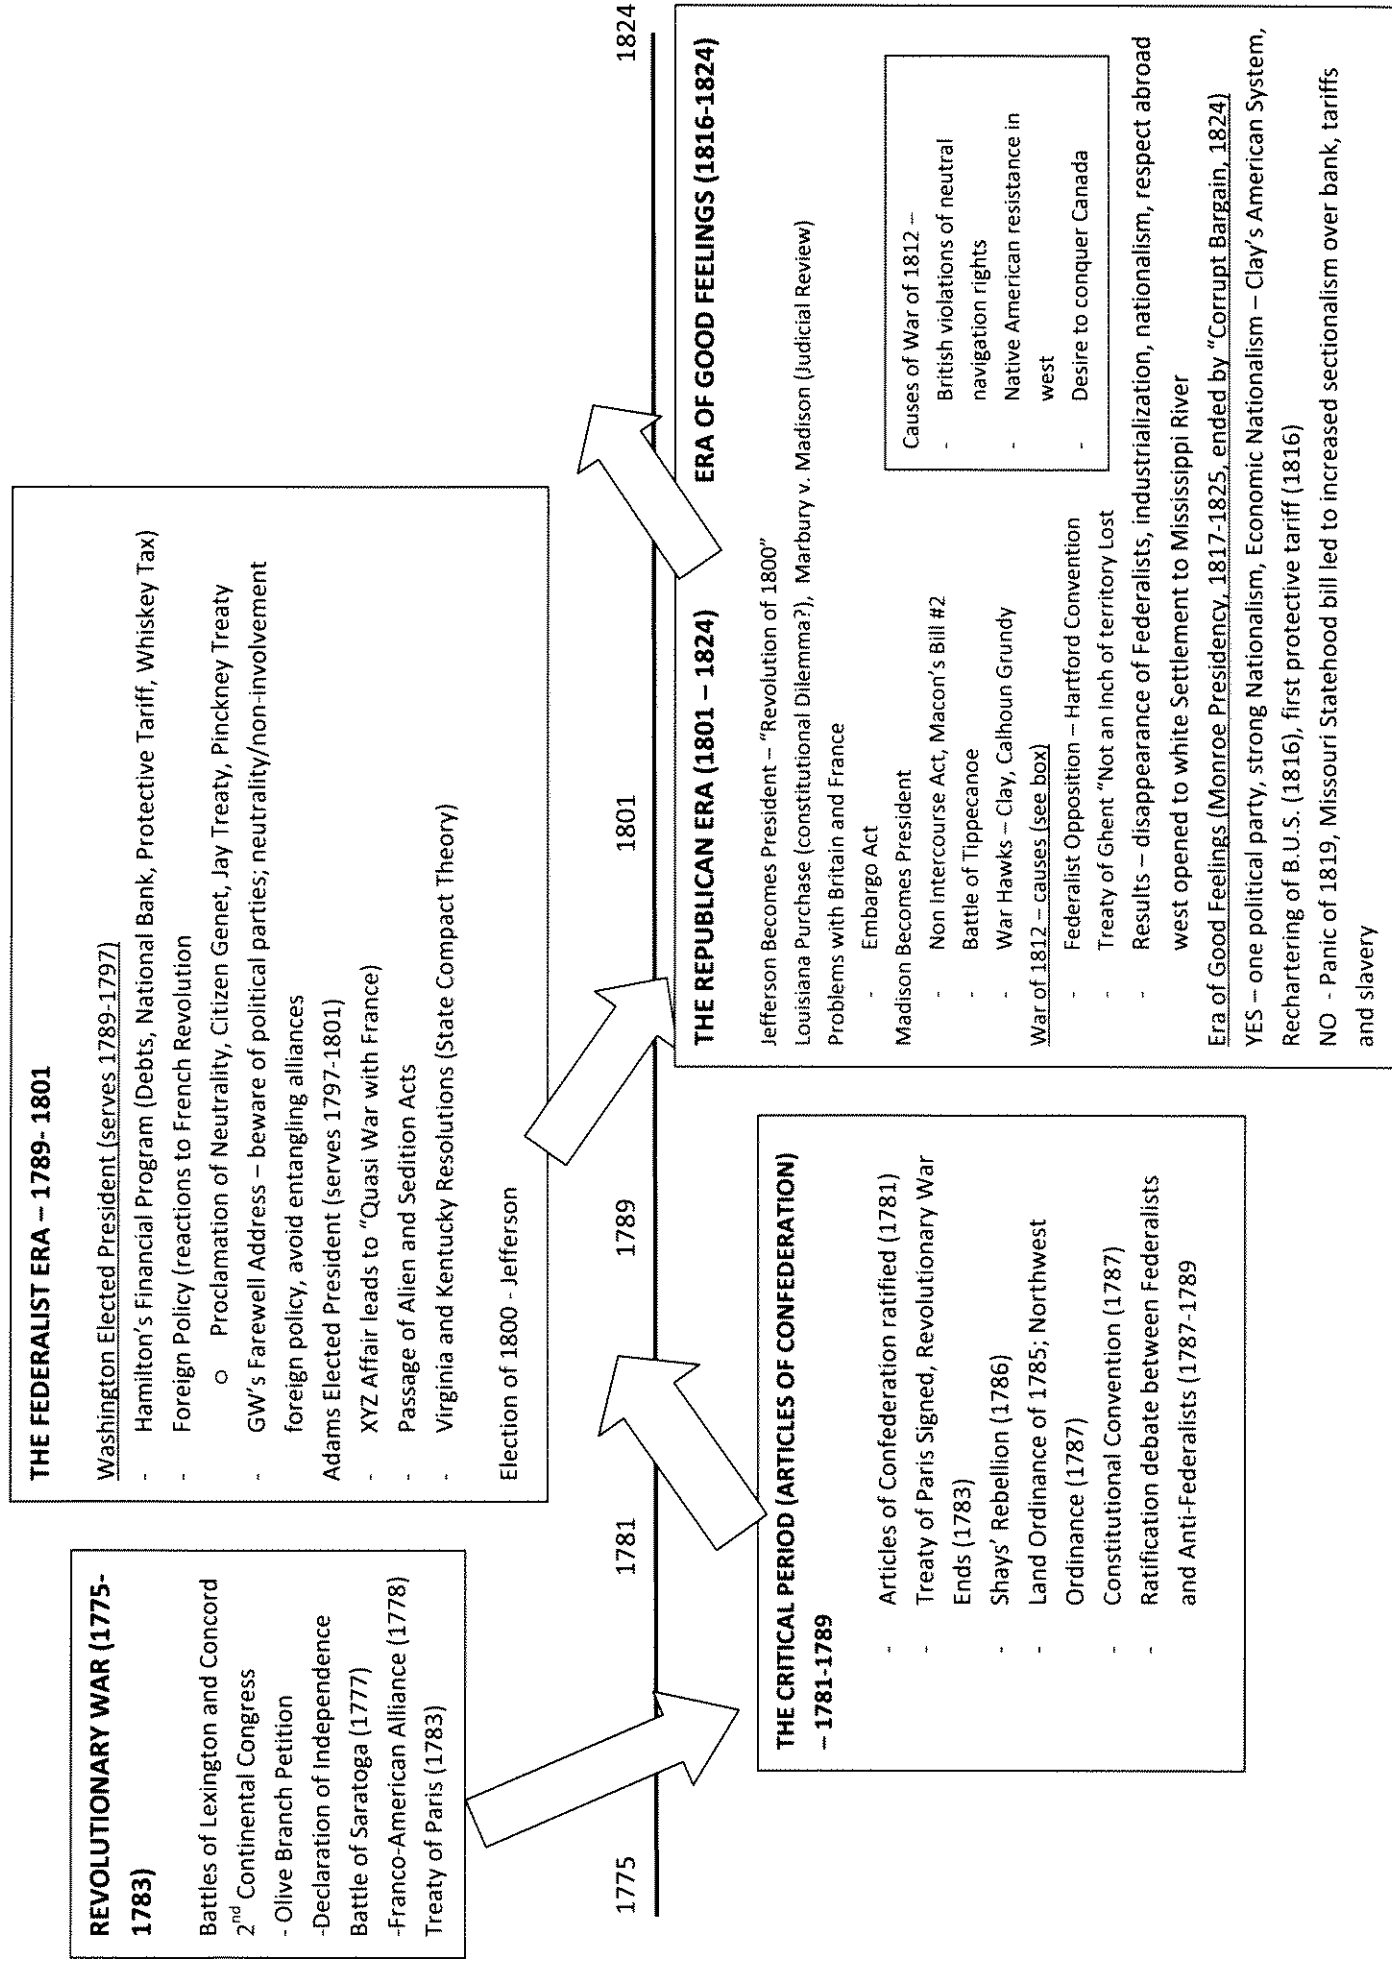 REVOLUTIONARY WAR (1775-
1783)
Battles of Lexington and Concord
2nd Continental Congress
- Olive Branch Petition
-Declaration of Independence
Battle of Saratoga (1777)
-Franco-American Alliance (1778)
Treaty of Paris (1783)
THE FEDERALIST ERA – 1789- 1801
Washington Elected President (serves 1789-1797)
- Hamilton's Financial Program (Debts, National Bank, Protective Tariff, Whiskey Tax)
- Foreign Policy (reactions to French Revolution
o Proclamation of Neutrality, Citizen Genet, Jay Treaty, Pinckney Treaty
- GW's Farewell Address – beware of political parties; neutrality/non-involvement
foreign policy, avoid entangling alliances
Adams Elected President (serves 1797-1801)
- XYZ Affair leads to "Quasi War with France)
- Passage of Alien and Sedition Acts
- Virginia and Kentucky Resolutions (State Compact Theory)
Election of 1800 - Jefferson
1775 1781 1789 1801 1824
THE CRITICAL PERIOD (ARTICLES OF CONFEDERATION)
– 1781-1789
- Articles of Confederation ratified (1781)
- Treaty of Paris Signed, Revolutionary War
Ends (1783)
- Shays' Rebellion (1786)
- Land Ordinance of 1785; Northwest
Ordinance (1787)
- Constitutional Convention (1787)
- Ratification debate between Federalists
and Anti-Federalists (1787-1789
THE REPUBLICAN ERA (1801 – 1824) ERA OF GOOD FEELINGS (1816-1824)
Jefferson Becomes President – "Revolution of 1800"
Louisiana Purchase (constitutional Dilemma?), Marbury v. Madison (Judicial Review)
Problems with Britain and France
- Embargo Act
Madison Becomes President
- Non Intercourse Act, Macon's Bill #2
- Battle of Tippecanoe
- War Hawks – Clay, Calhoun Grundy
War of 1812 – causes (see box)
- Federalist Opposition – Hartford Convention
- Treaty of Ghent "Not an Inch of territory Lost
- Results – disappearance of Federalists, industrialization, nationalism, respect abroad
west opened to white Settlement to Mississippi River
Era of Good Feelings (Monroe Presidency, 1817-1825, ended by "Corrupt Bargain, 1824)
YES – one political party, strong Nationalism, Economic Nationalism – Clay's American System,
Rechartering of B.U.S. (1816), first protective tariff (1816)
NO - Panic of 1819, Missouri Statehood bill led to increased sectionalism over bank, tariffs
and slavery
Causes of War of 1812 –
- British violations of neutral
navigation rights
- Native American resistance in
west
- Desire to conquer Canada